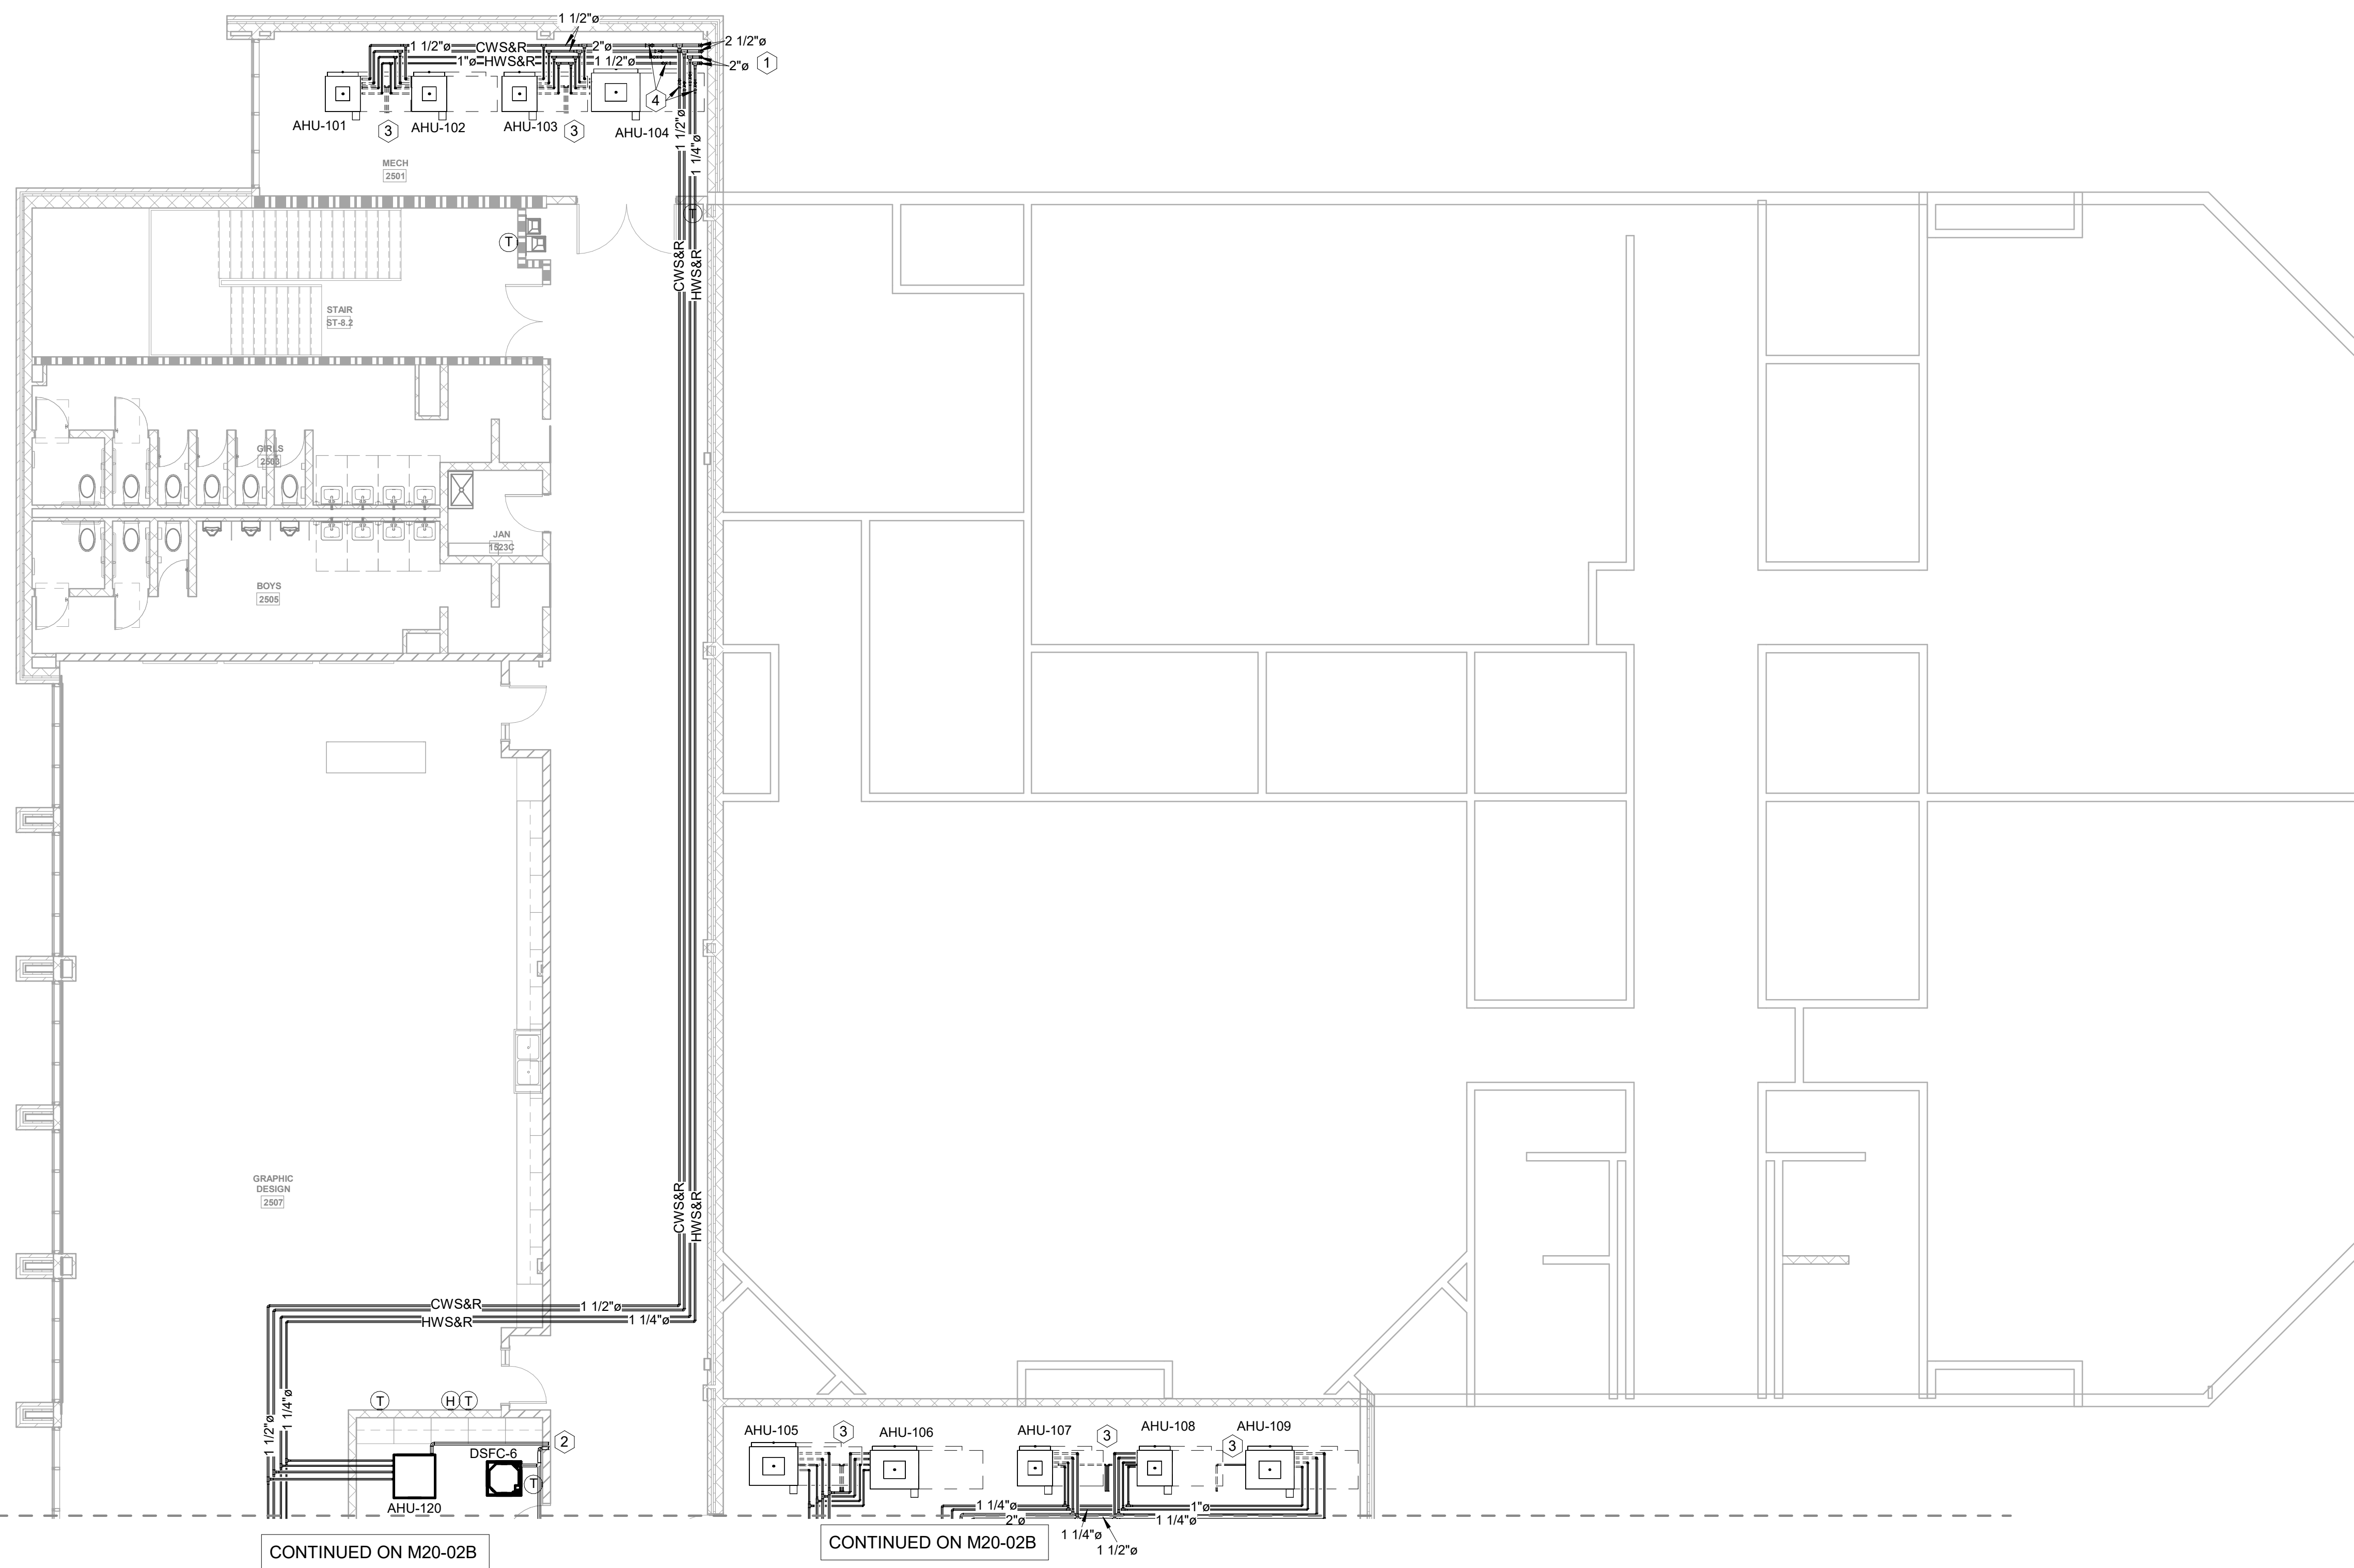 1 1/2"ø
1 1/2"ø
CWS&R
2"ø
2 1/2"ø
1"ø
HWS&R
1 1/2"ø
2"ø
1
4
AHU-101
3
AHU-102
AHU-103
3
AHU-104
1 1/2"ø
1 1/4"ø
MECH
2501
T
T
CWS&R
HWS&R
STAIR
ST-8.2
GIRLS
2503
JAN
1523C
BOYS
2505
GRAPHIC
DESIGN
2507
CWS&R
HWS&R
CWS&R
1 1/2"ø
HWS&R
1 1/4"ø
1 1/2"ø
1 1/4"ø
T
H
T
2
DSFC-6
T
AHU-120
AHU-105
3
AHU-106
AHU-107
3
AHU-108
3
AHU-109
1 1/4"ø
1"ø
2"ø
1 1/4"ø
1 1/4"ø
1 1/2"ø
CONTINUED ON M20-02B
CONTINUED ON M20-02B